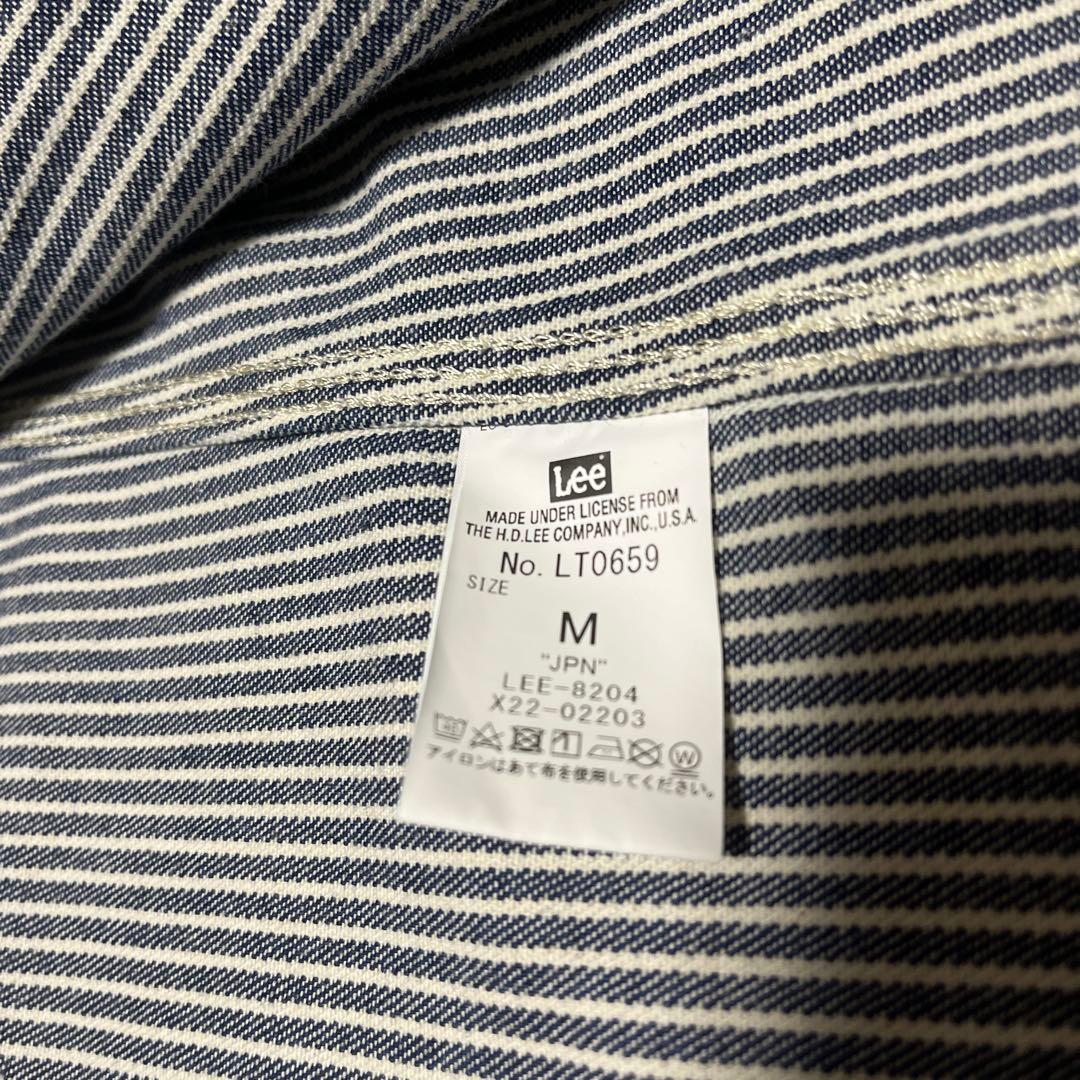 Lee
MADE UNDER LICENSE FROM
THE H.D.LEE COMPANY,INC.,U.S.A.
No. LT0659
SIZE
M
"JPN"
LEE-8204
X22-02203
アイロンはあて布を使用してください。